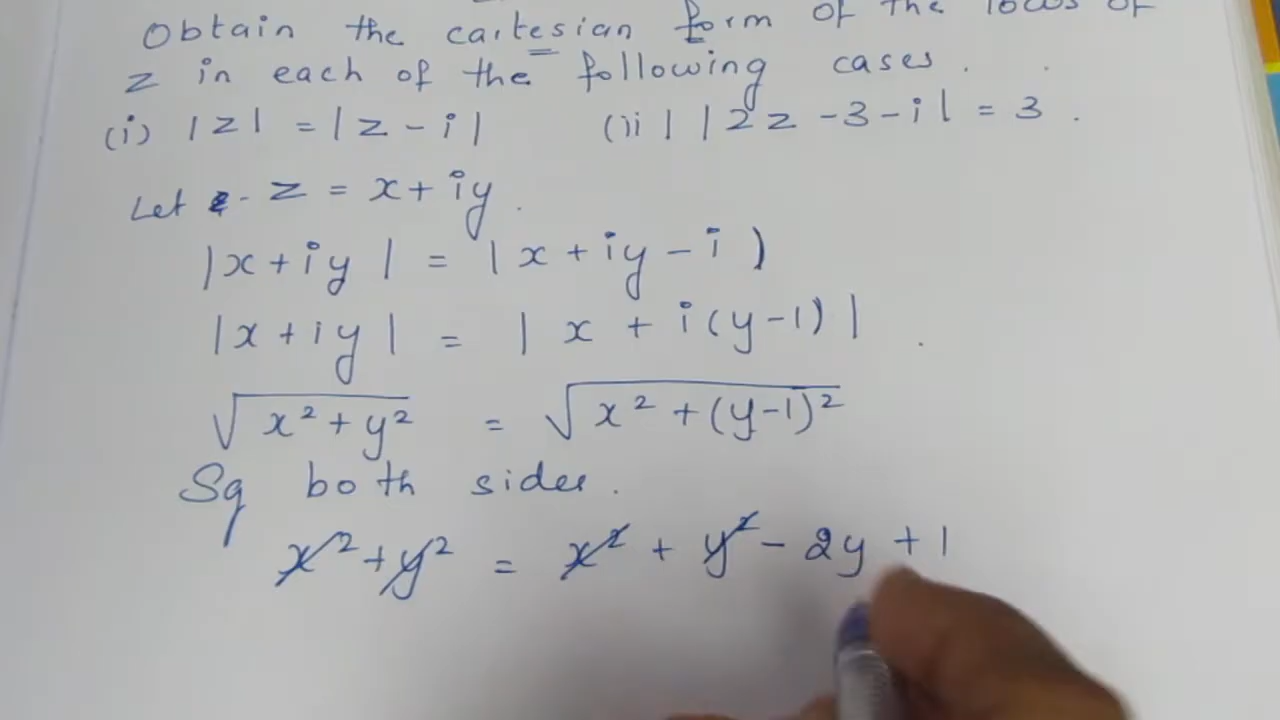 Obtain the cartesian form of the locus of
z in each of the following cases.
(i) |z| = |z - i| (ii) | |2z - 3 - i| = 3.
Let z = x + iy.
|x + iy| = |x + iy - i)
|x + iy| = | x + i(y-1)|
√x² + y² = √x² + (y-1)²
Sq both sides.
x² + y² = x² + y² - 2y + 1